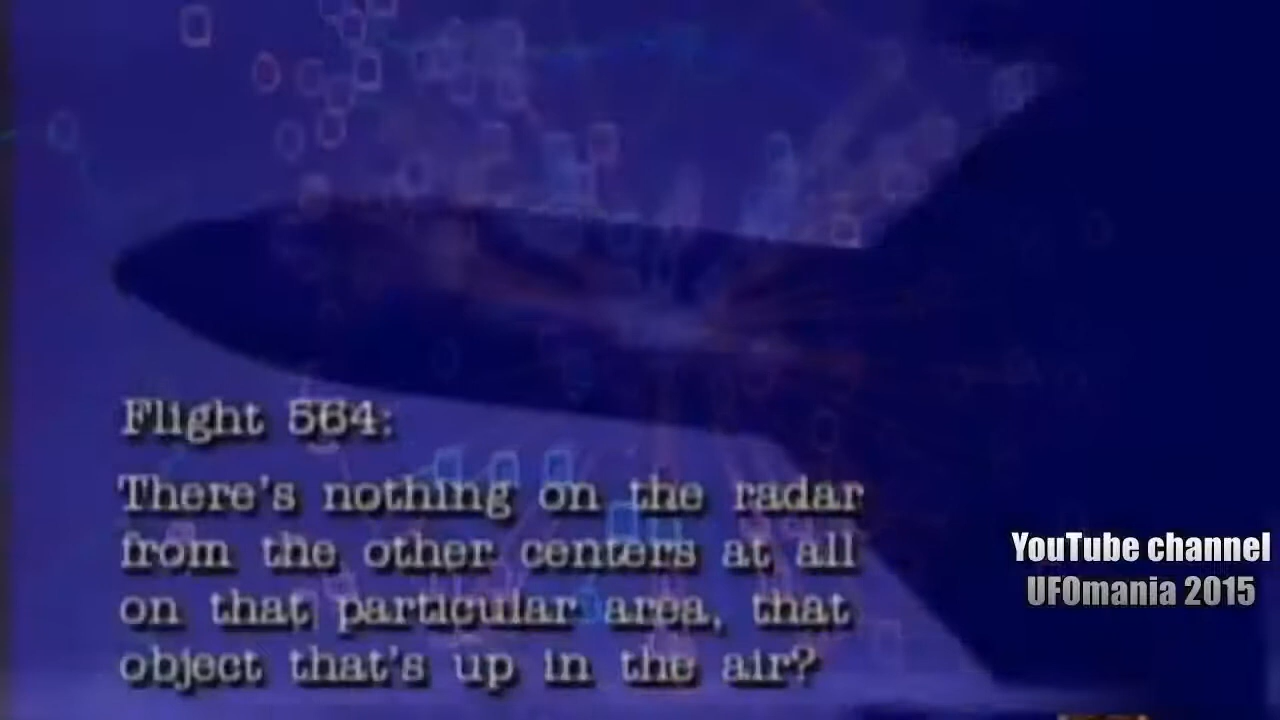 Flight 564:
There's nothing on the radar
from the other centers at all
on that particular area, that
object that's up in the air?
YouTube channel
UFOmania 2015